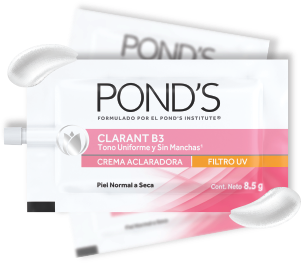 POND'S
FORMULADO POR EL POND'S INSTITUTE®
CLARANT B3
Tono Uniforme y Sin Manchas¹
CREMA ACLARADORA
FILTRO UV
Piel Normal a Seca
Cont. Neto 8.5 g